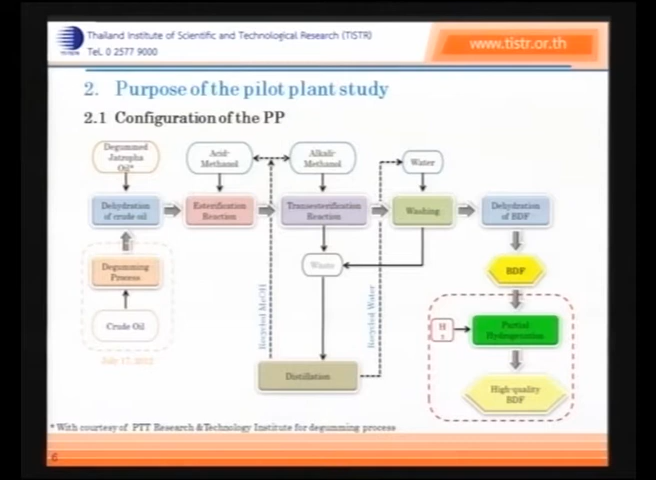 Thailand Institute of Scientific and Technological Research (TISTR)
Tel. 0 2577 9000
www.tistr.or.th
2. Purpose of the pilot plant study
2.1 Configuration of the PP
Degummed
Jatropha
Oil*
Acid-
Methanol
Alkali-
Methanol
Water
Dehydration
of crude oil
Esterification
Reaction
Transesterification
Reaction
Washing
Dehydration
of BDF
Degumming
Process
Waste
BDF
Crude Oil
Recycled MeOH
Recycled Water
H
2
Partial
Hydrogenation
July 17, 2012
Distillation
High-quality
BDF
* With courtesy of PTT Research & Technology Institute for degumming process
6